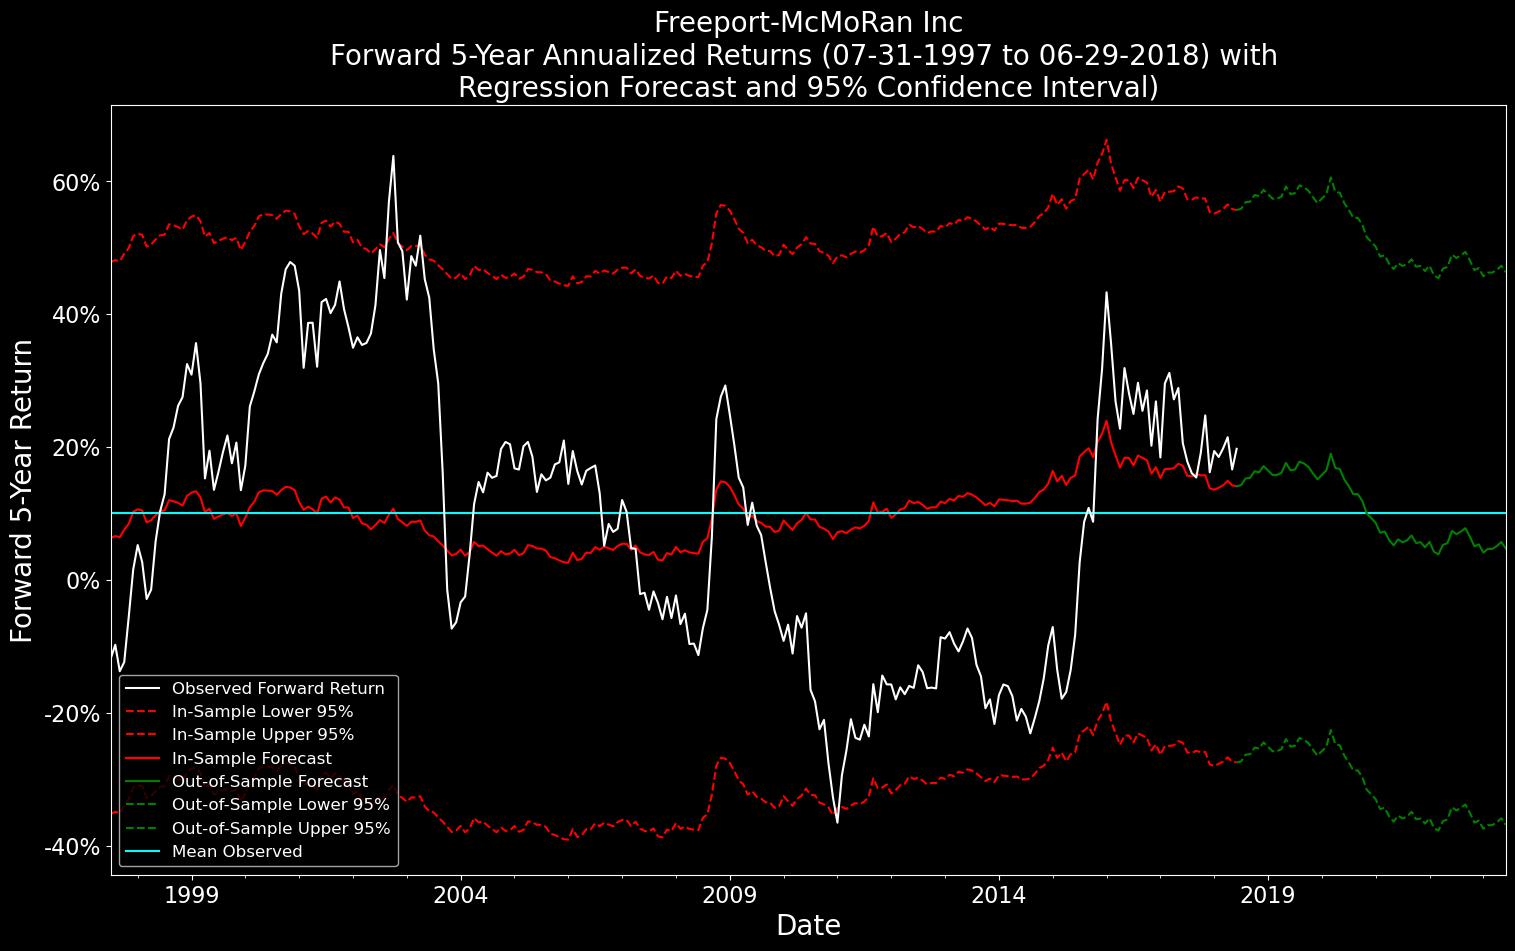 Freeport-McMoRan Inc
Forward 5-Year Annualized Returns (07-31-1997 to 06-29-2018) with
Regression Forecast and 95% Confidence Interval)
Forward 5-Year Return
60%
40%
20%
0%
-20%
-40%
Observed Forward Return
In-Sample Lower 95%
In-Sample Upper 95%
In-Sample Forecast
Out-of-Sample Forecast
Out-of-Sample Lower 95%
Out-of-Sample Upper 95%
Mean Observed
1999
2004
2009
2014
2019
Date